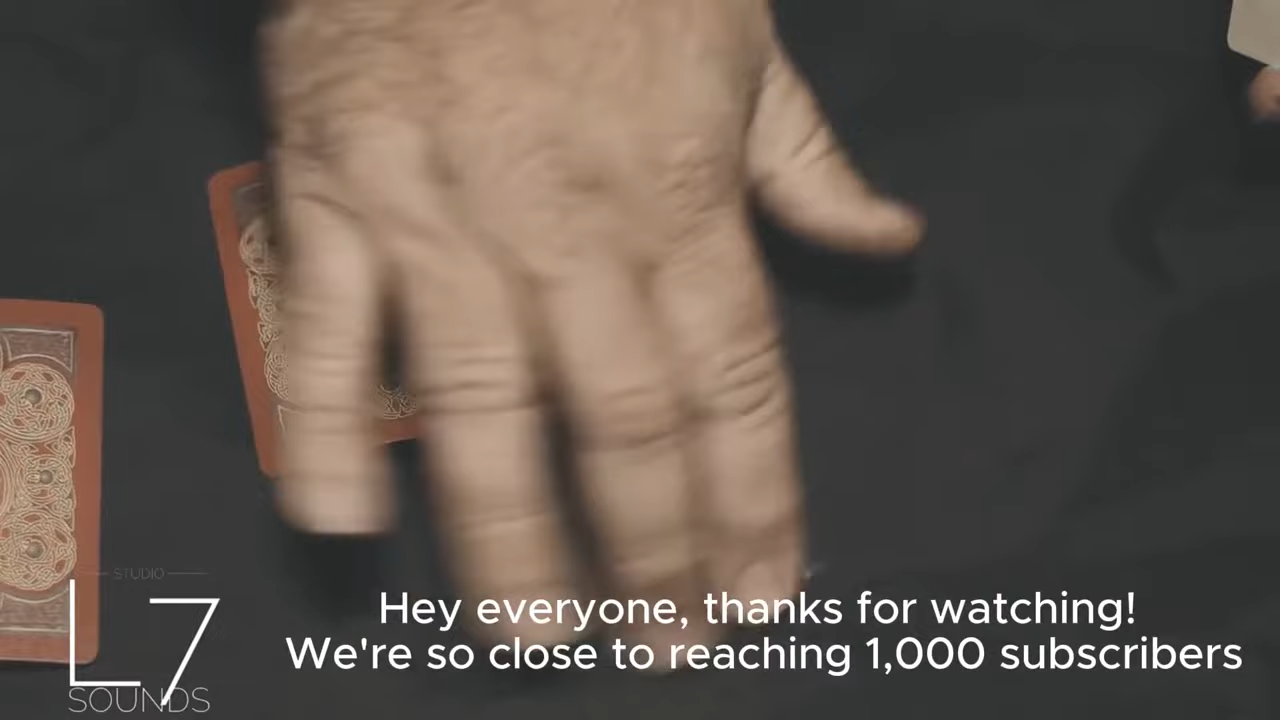 STUDIO
L7
SOUNDS
Hey everyone, thanks for watching!
We're so close to reaching 1,000 subscribers